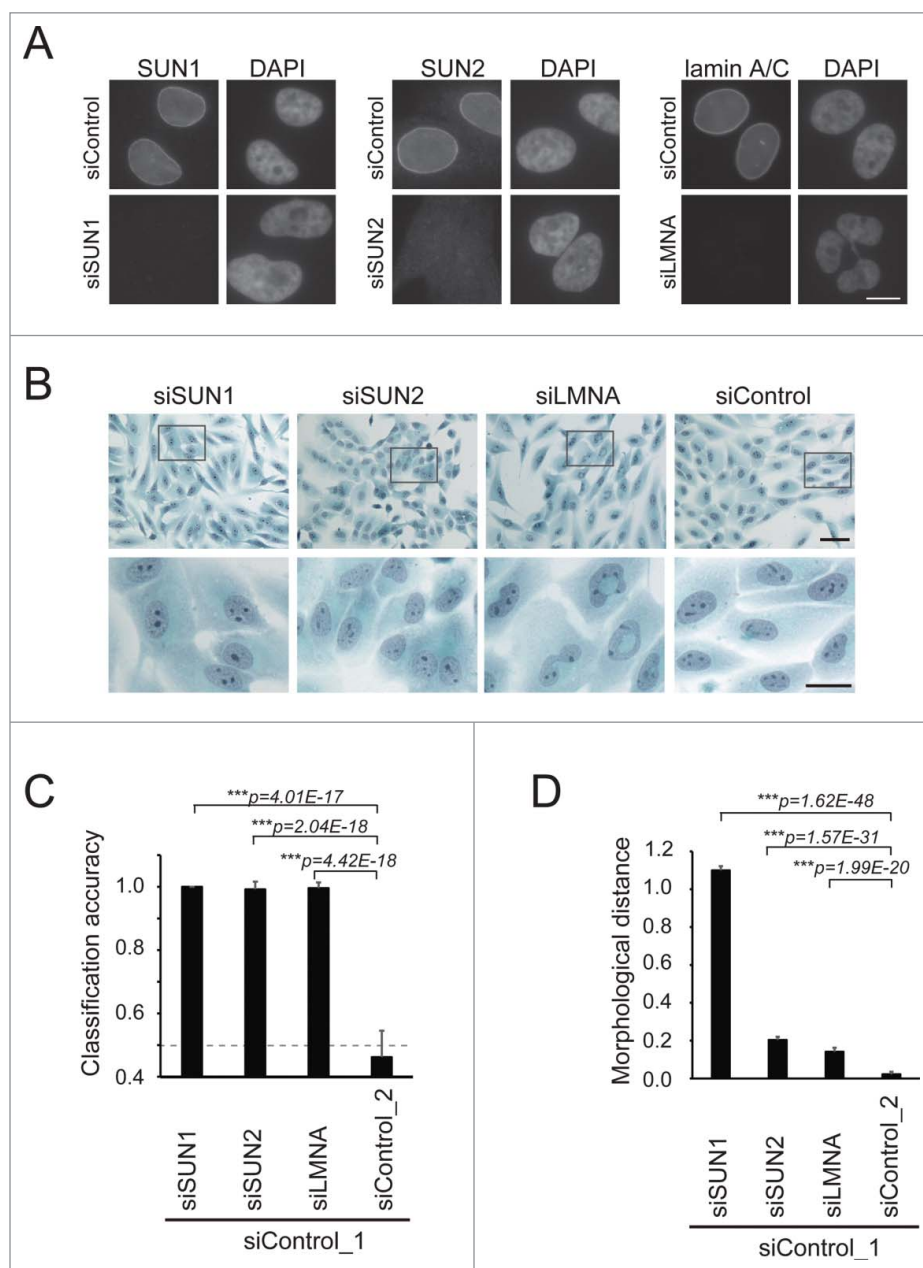 A
SUN1 DAPI SUN2 DAPI lamin A/C DAPI
siControl siControl siControl
siSUN1 siSUN2 siLMNA
B
siSUN1 siSUN2 siLMNA siControl
C
***p=4.01E-17
***p=2.04E-18
***p=4.42E-18
Classification accuracy
1.0
0.8
0.6
0.4
siSUN1 siSUN2 siLMNA siControl_2
siControl_1
D
***p=1.62E-48
***p=1.57E-31
***p=1.99E-20
Morphological distance
1.2
1.0
0.8
0.6
0.4
0.2
0.0
siSUN1 siSUN2 siLMNA siControl_2
siControl_1